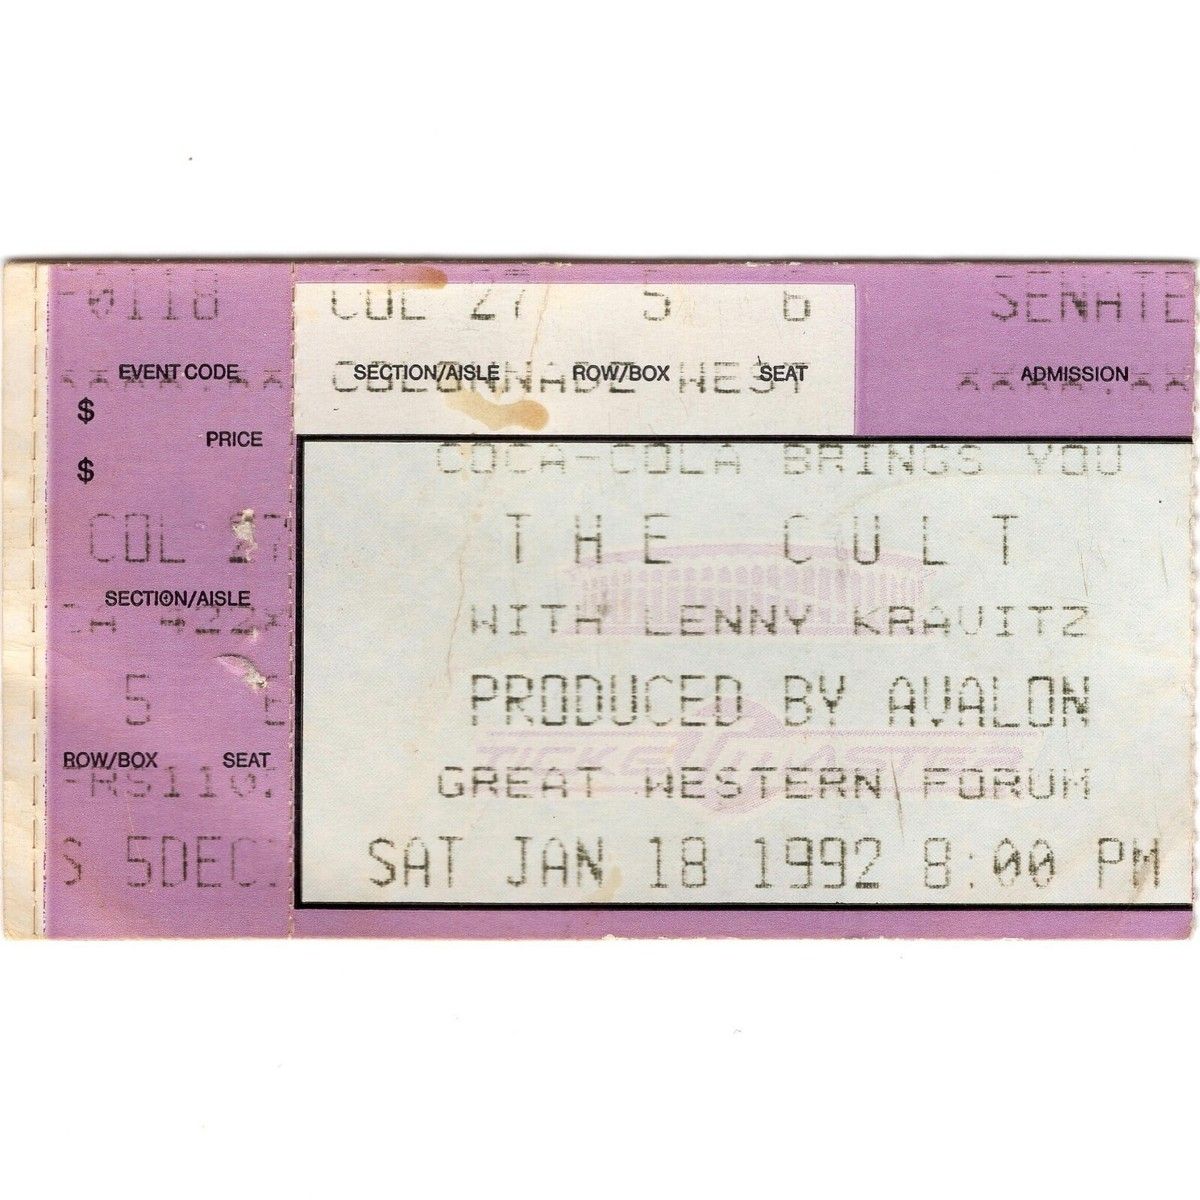 -0118 COL 27 5 6 SENATE
EVENT CODE SECTION/AISLE ROW/BOX SEAT ADMISSION
COLONNADE WEST
$
PRICE
$
COCA-COLA BRINGS YOU
THE CULT
COL 27
SECTION/AISLE
WITH LENNY KRAVITZ
5
PRODUCED BY AVALON
ROW/BOX SEAT
TICKETMASTER
GREAT WESTERN FORUM
S 5DEC
SAT JAN 18 1992 8:00 PM